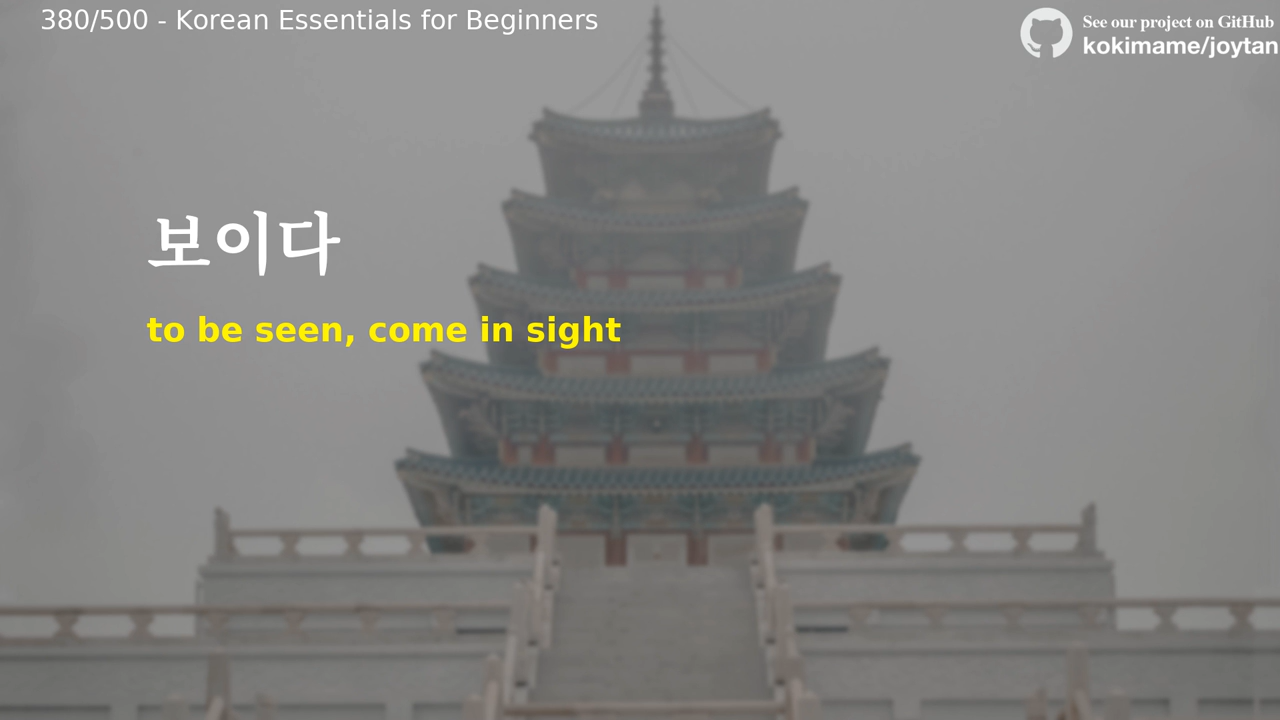 380/500 - Korean Essentials for Beginners
See our project on GitHub
kokimame/joytan
보이다
to be seen, come in sight